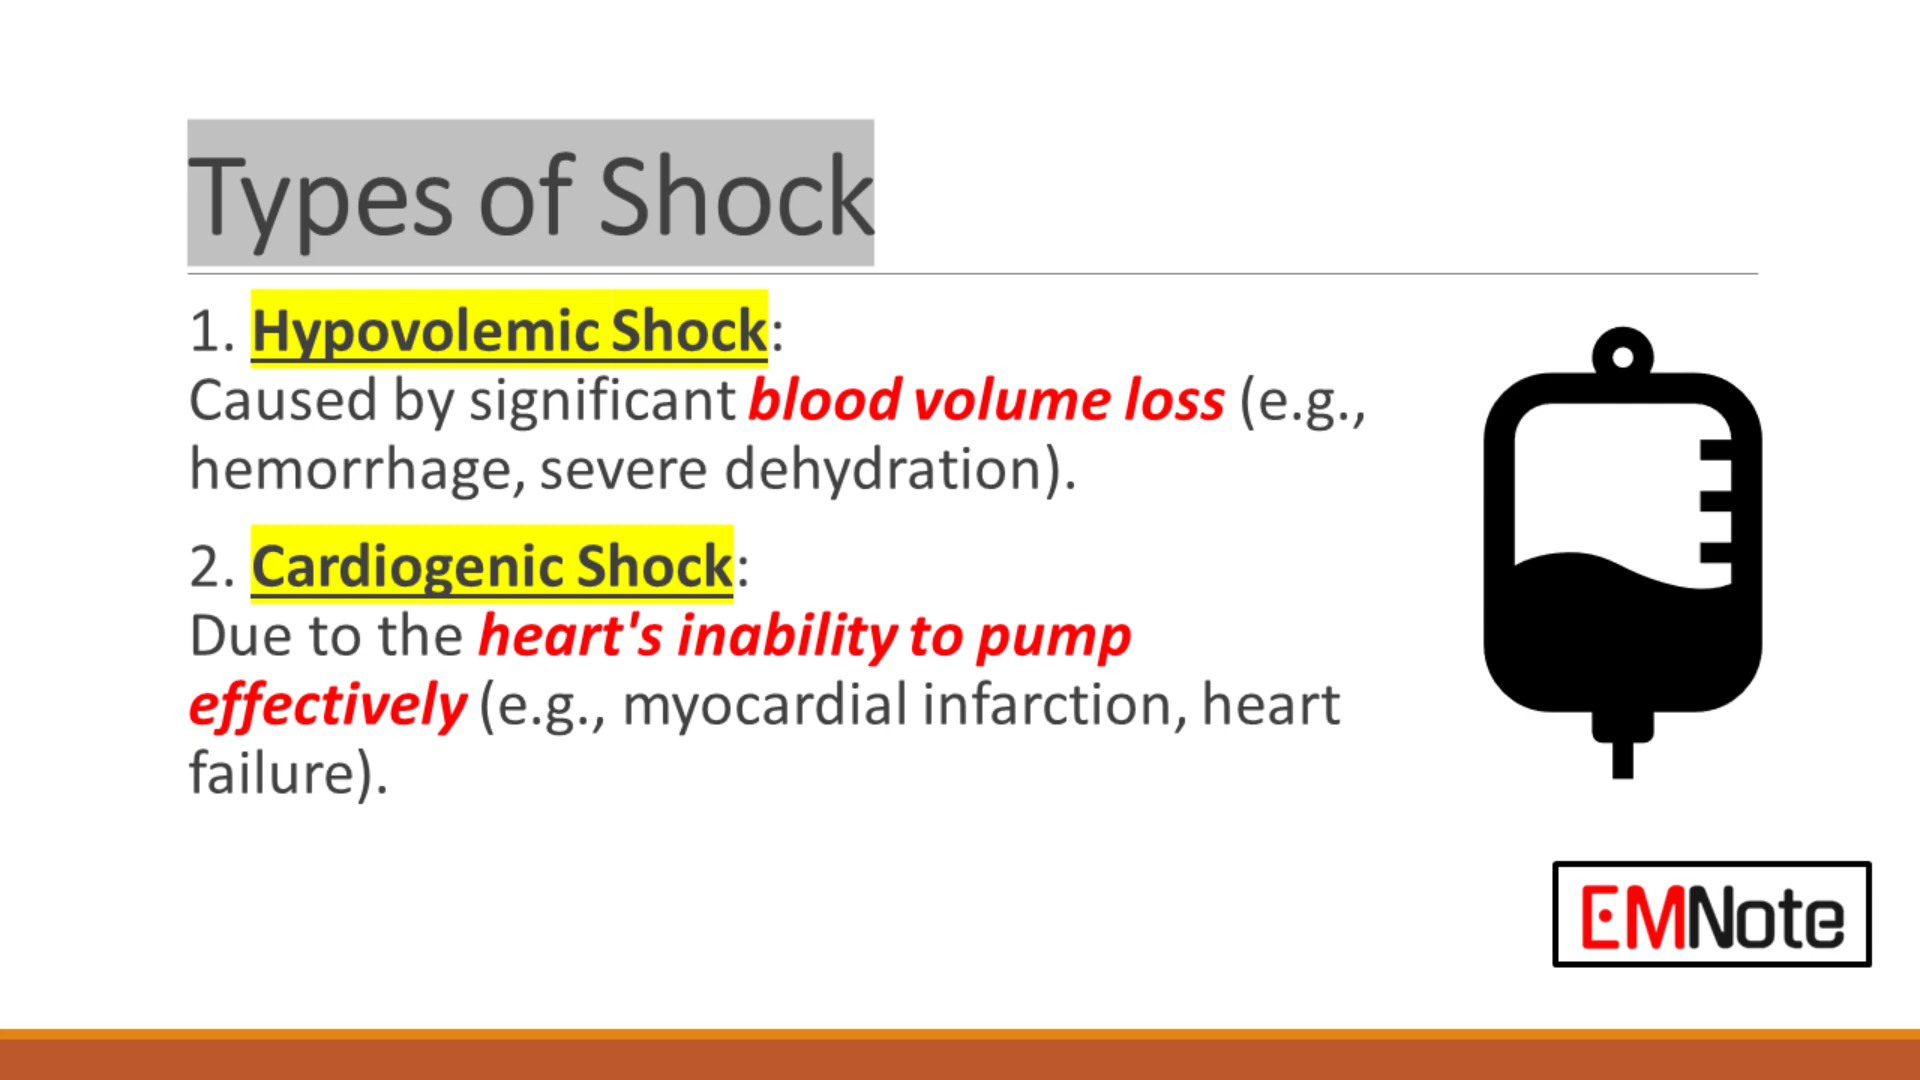 Types of Shock
1. Hypovolemic Shock:
Caused by significant blood volume loss (e.g.,
hemorrhage, severe dehydration).
2. Cardiogenic Shock:
Due to the heart's inability to pump
effectively (e.g., myocardial infarction, heart
failure).
EMNote